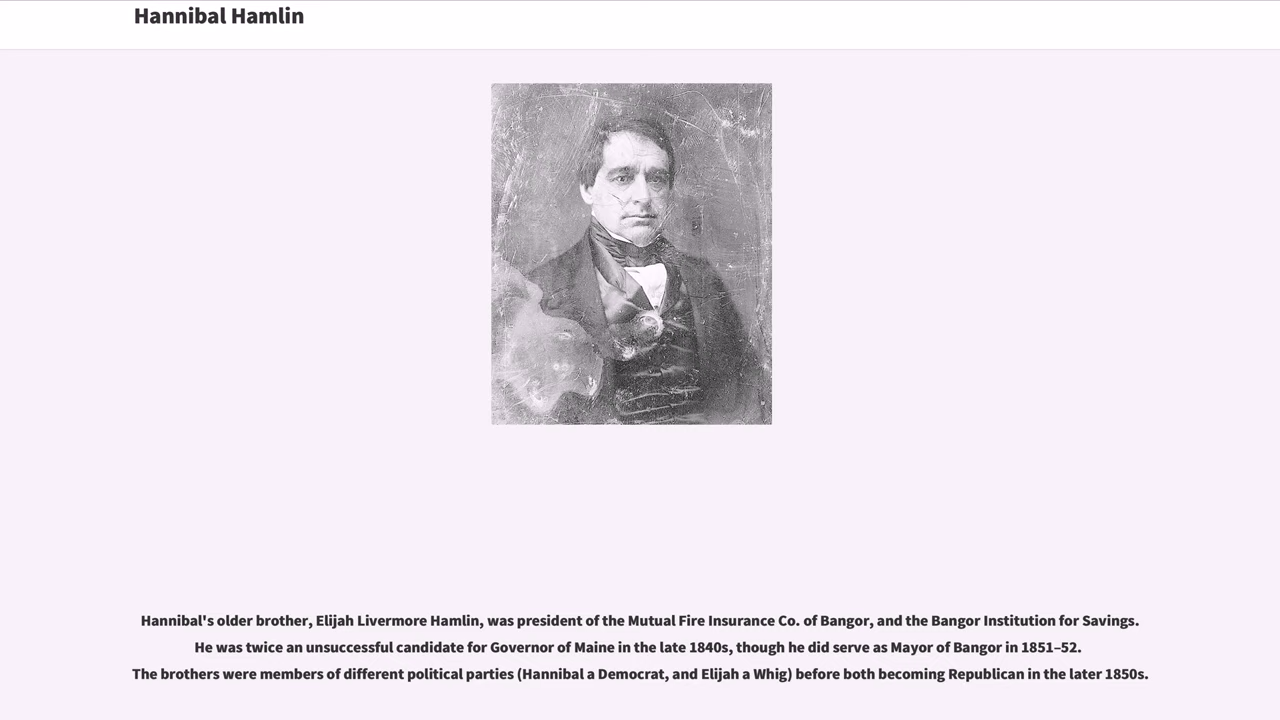 Hannibal Hamlin
Hannibal's older brother, Elijah Livermore Hamlin, was president of the Mutual Fire Insurance Co. of Bangor, and the Bangor Institution for Savings.
He was twice an unsuccessful candidate for Governor of Maine in the late 1840s, though he did serve as Mayor of Bangor in 1851–52.
The brothers were members of different political parties (Hannibal a Democrat, and Elijah a Whig) before both becoming Republican in the later 1850s.